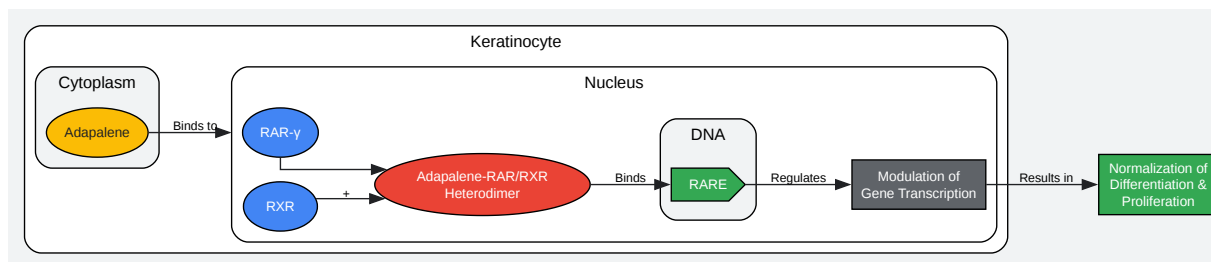 Keratinocyte
Cytoplasm
Adapalene
Binds to
Nucleus
RAR-γ
RXR
+
Adapalene-RAR/RXR
Heterodimer
Binds
DNA
RARE
Regulates
Modulation of
Gene Transcription
Results in
Normalization of
Differentiation &
Proliferation